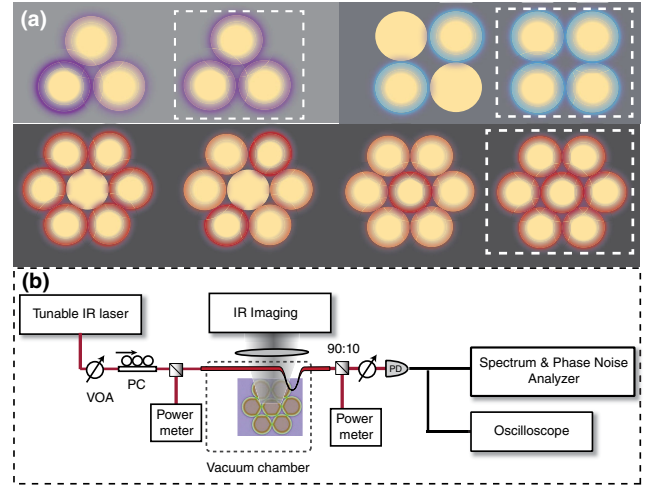 (a)
(b)
Tunable IR laser
IR Imaging
90:10
VOA
PC
PD
Power
meter
Power
meter
Vacuum chamber
Spectrum & Phase Noise
Analyzer
Oscilloscope